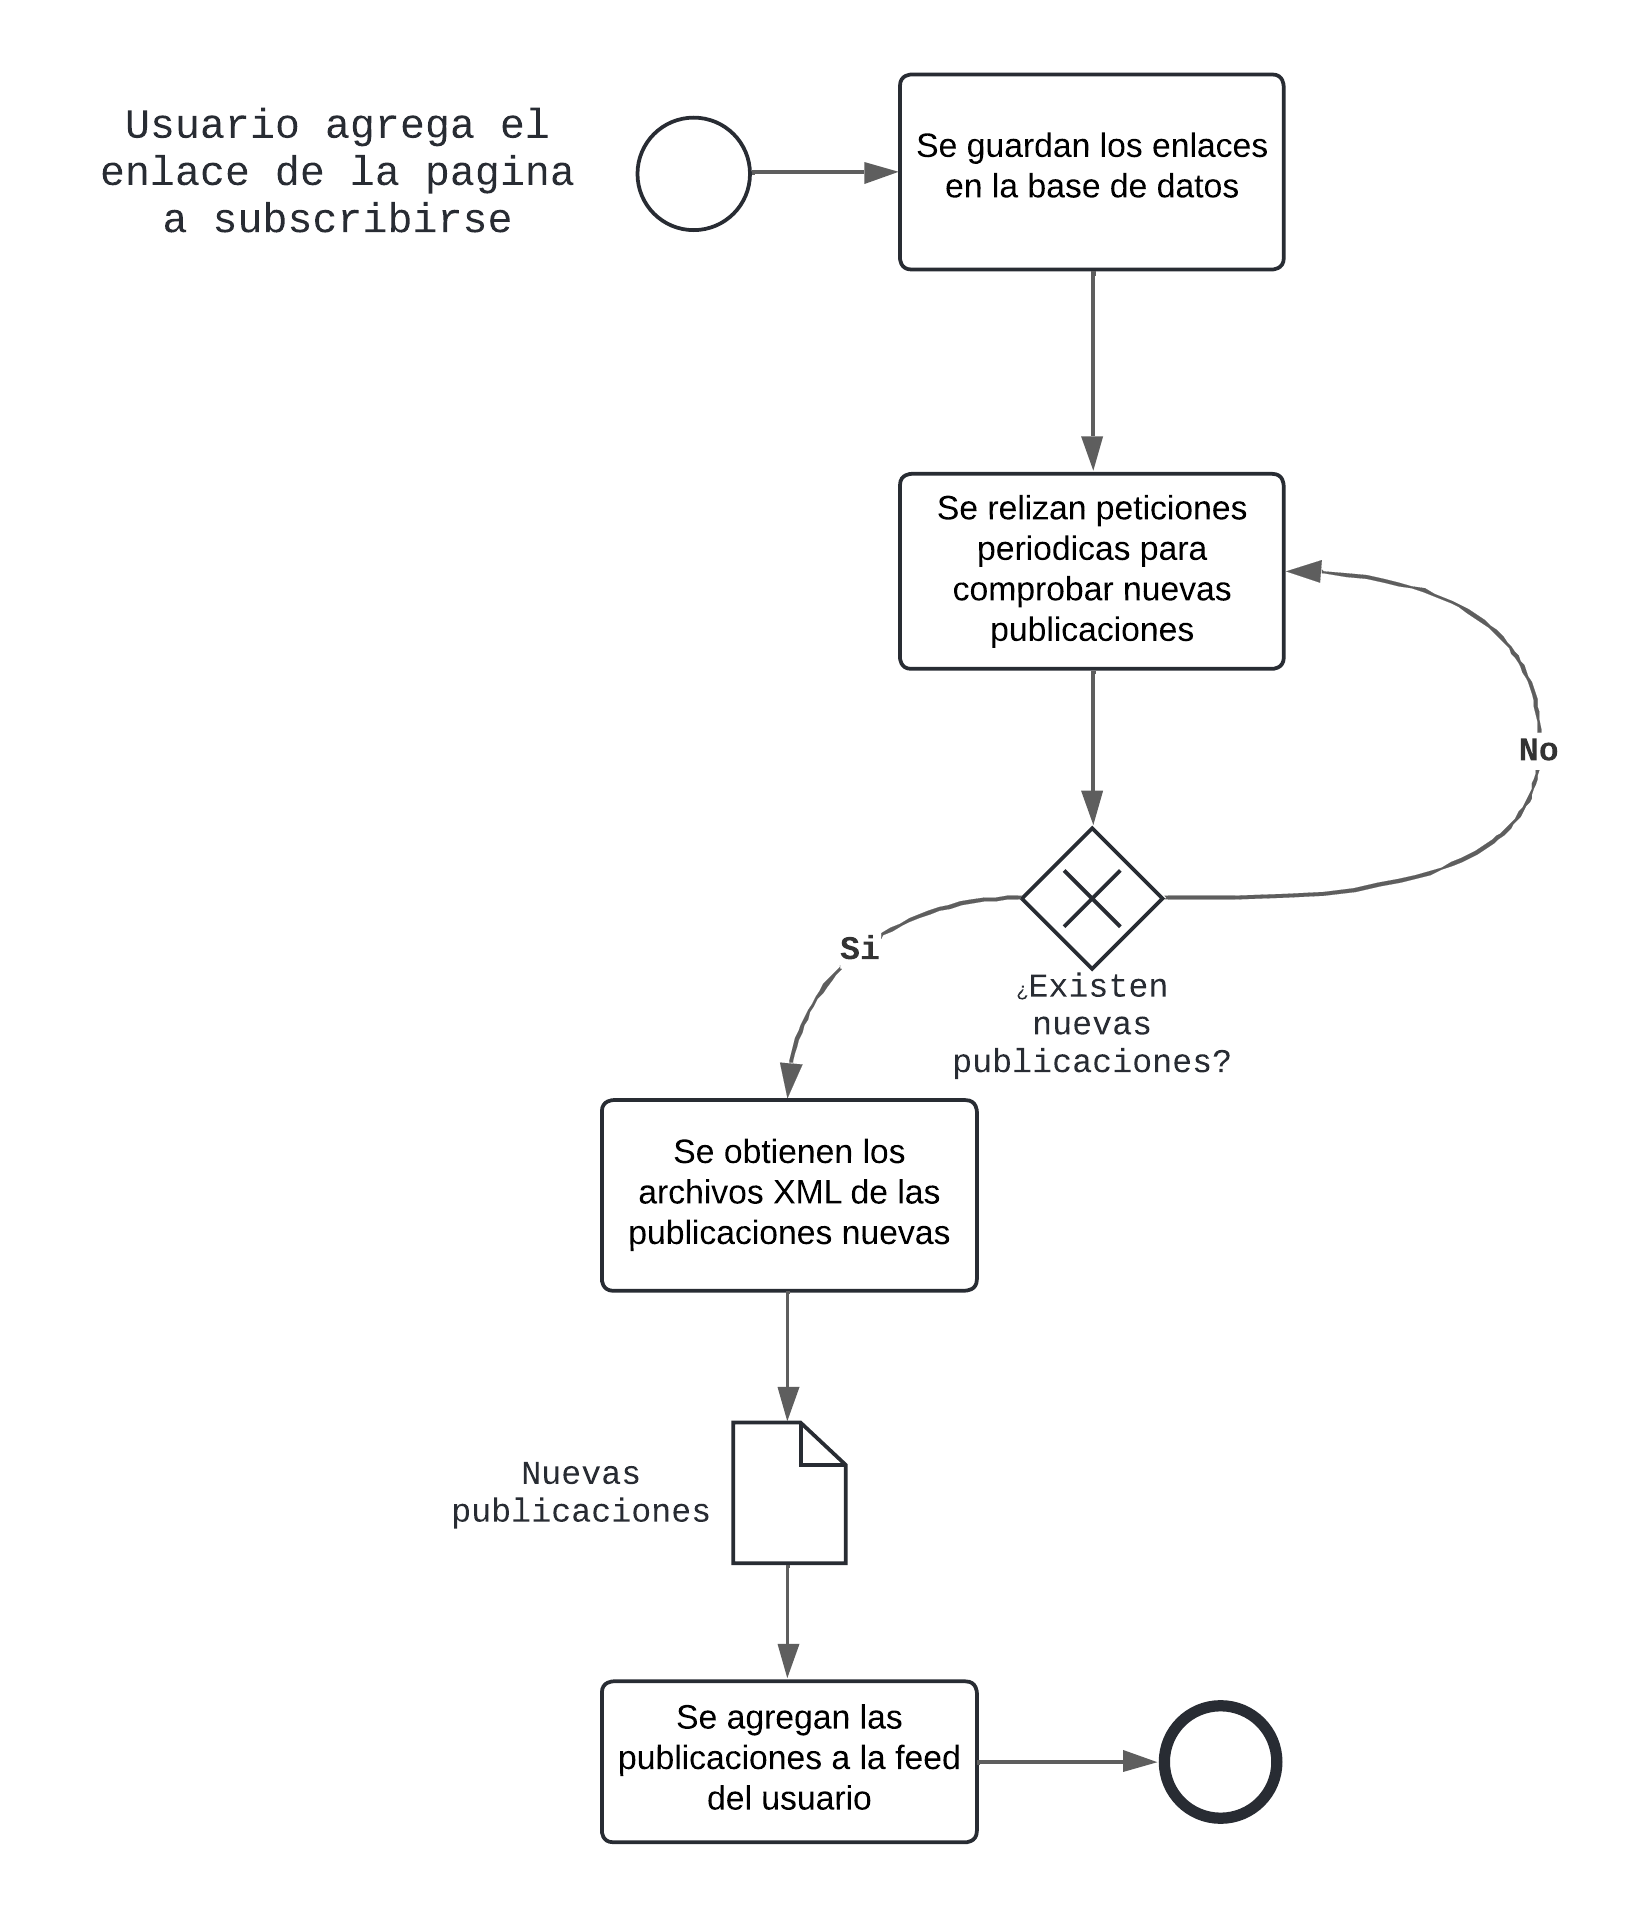 Usuario agrega el
enlace de la pagina
a subscribirse
Se guardan los enlaces
en la base de datos
Se relizan peticiones
periodicas para
comprobar nuevas
publicaciones
No
Si
¿Existen
nuevas
publicaciones?
Se obtienen los
archivos XML de las
publicaciones nuevas
Nuevas
publicaciones
Se agregan las
publicaciones a la feed
del usuario